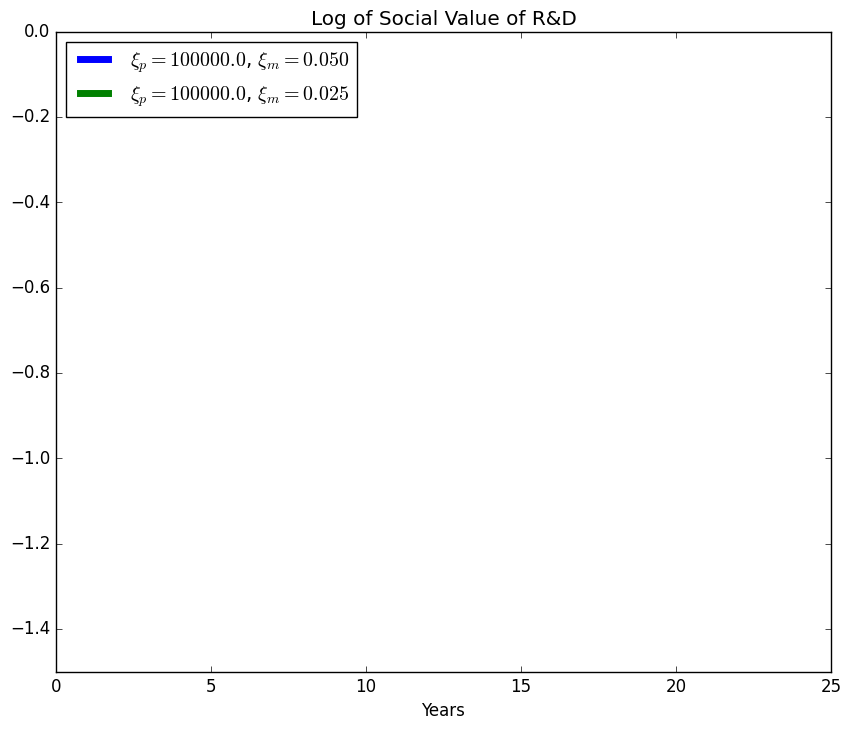 Log of Social Value of R&D
ξₚ = 100000.0, ξₘ = 0.050
ξₚ = 100000.0, ξₘ = 0.025
0.0
−0.2
−0.4
−0.6
−0.8
−1.0
−1.2
−1.4
0 5 10 15 20 25
Years